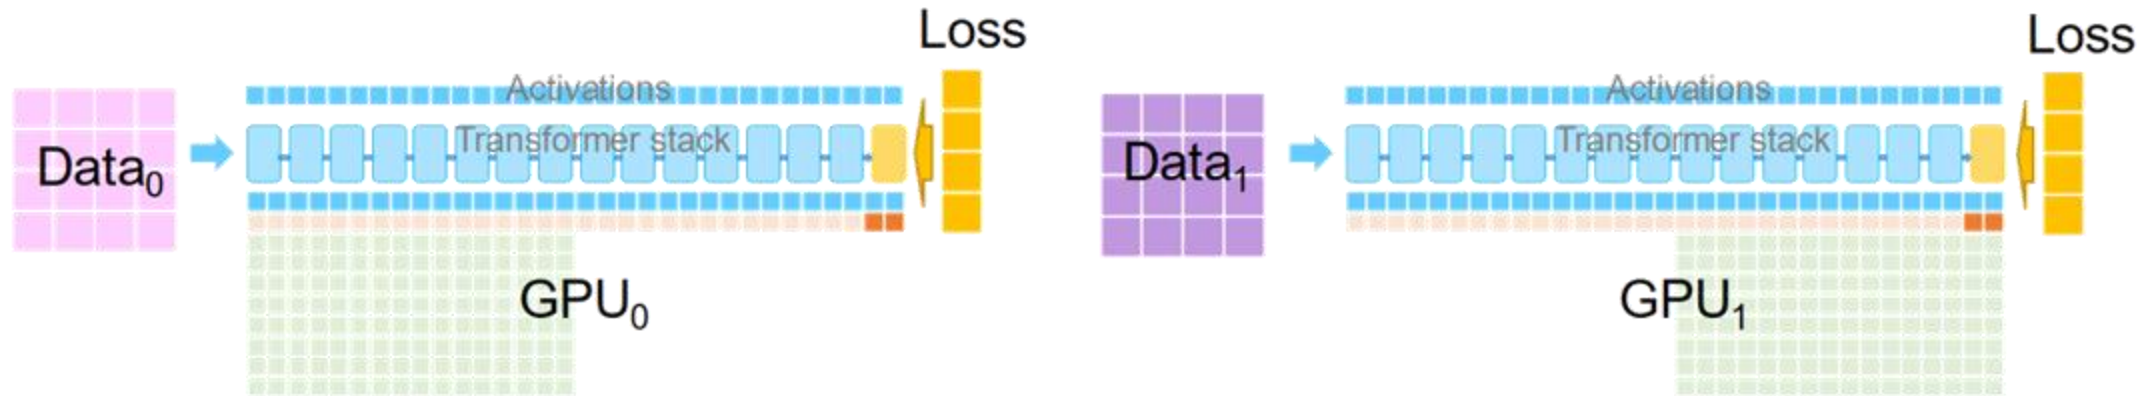 Loss
Activations
Transformer stack
Data₀
GPU₀
Loss
Activations
Transformer stack
Data₁
GPU₁